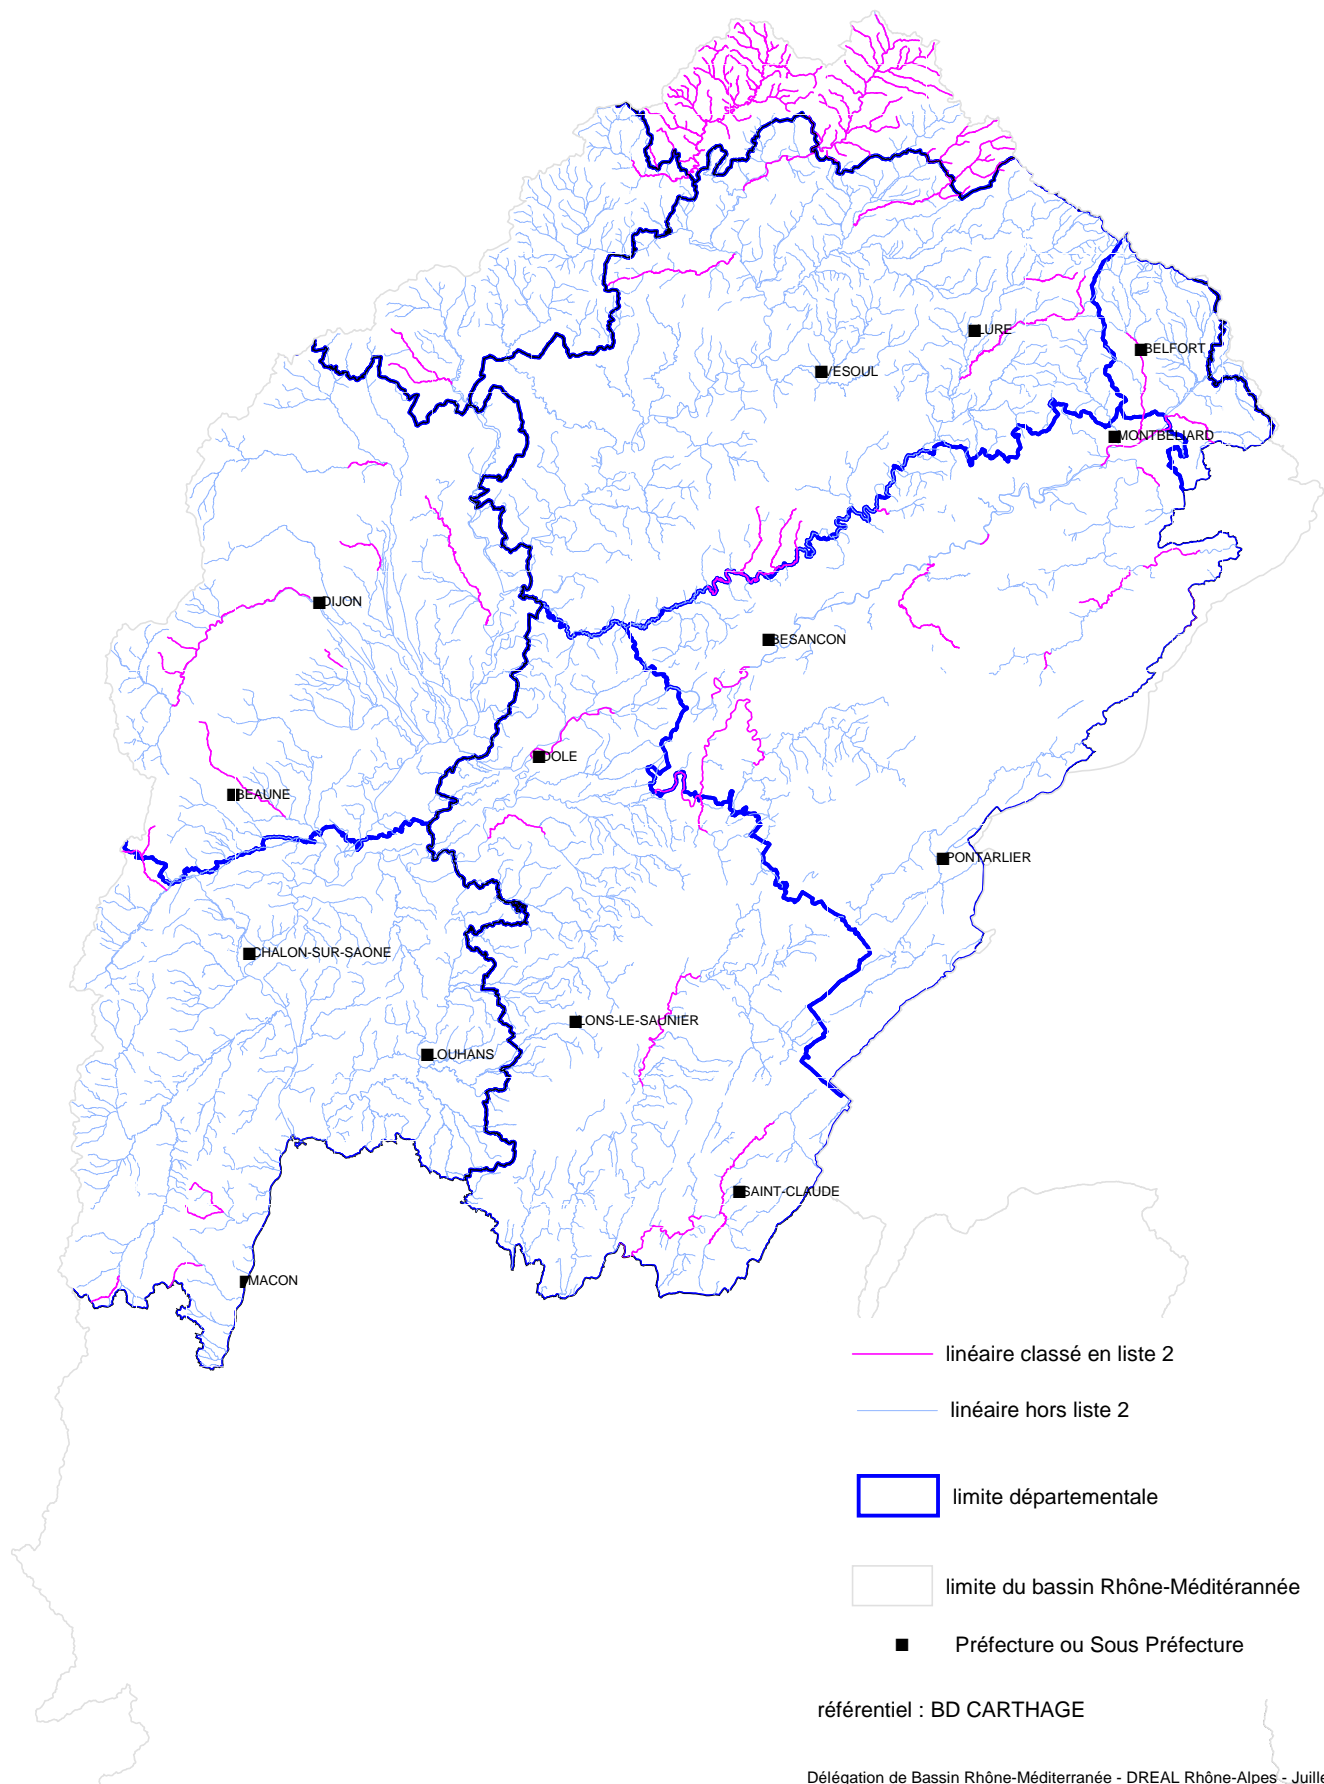 LURE
BELFORT
VESOUL
MONTBELIARD
DIJON
BESANCON
DOLE
BEAUNE
PONTARLIER
CHALON-SUR-SAONE
LONS-LE-SAUNIER
LOUHANS
SAINT-CLAUDE
MACON
linéaire classé en liste 2
linéaire hors liste 2
limite départementale
limite du bassin Rhône-Méditérannée
Préfecture ou Sous Préfecture
référentiel : BD CARTHAGE
Délégation de Bassin Rhône-Méditerranée - DREAL Rhône-Alpes - Juille